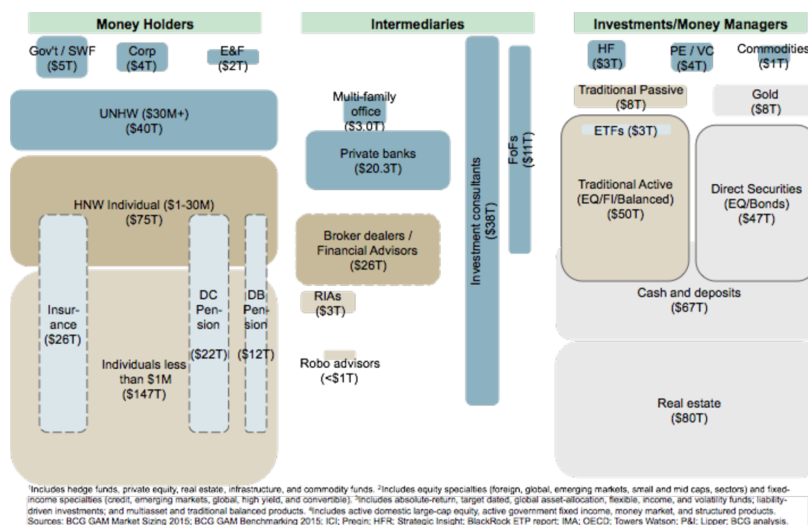 Money Holders
Intermediaries
Investments/Money Managers
Gov't / SWF
($5T)
Corp
($4T)
E&F
($2T)
UNHW ($30M+)
$40T)
HNW Individual ($1-30M)
($75T)
Insur-
ance
($26T)
DC
Pen-
sion
($22T)
DB
Pen-
sion
($12T)
Individuals less
than $1M
($147T)
Multi-family
office
($3.0T)
Private banks
($20.3T)
Broker dealers /
Financial Advisors
($26T)
RIAs
($3T)
Robo advisors
(<$1T)
Investment consultants
($38T)
FoFs
($11T)
HF
($3T)
PE / VC
($4T)
Commodities
($1T)
Traditional Passive
($8T)
Gold
($8T)
ETFs ($3T)
Traditional Active
(EQ/FI/Balanced)
($50T)
Direct Securities
(EQ/Bonds)
($47T)
Cash and deposits
($67T)
Real estate
($80T)
¹Includes hedge funds, private equity, real estate, infrastructure, and commodity funds. ²Includes equity specialties (foreign, global, emerging markets, small and mid caps, sectors) and fixed-
income specialties (credit, emerging markets, global, high yield, and convertible). ³Includes absolute-return, target dated, global asset-allocation, flexible, income, and volatility funds; liability-
driven investments; and multiasset and traditional balanced products. ⁴Includes active domestic large-cap equity, active government fixed income, money market, and structured products.
Sources: BCG GAM Market Sizing 2015; BCG GAM Benchmarking 2015; ICI; Preqin; HFR; Strategic Insight; BlackRock ETP report; IMA; OECD; Towers Watson; P&I; Lipper; BCG analysis.